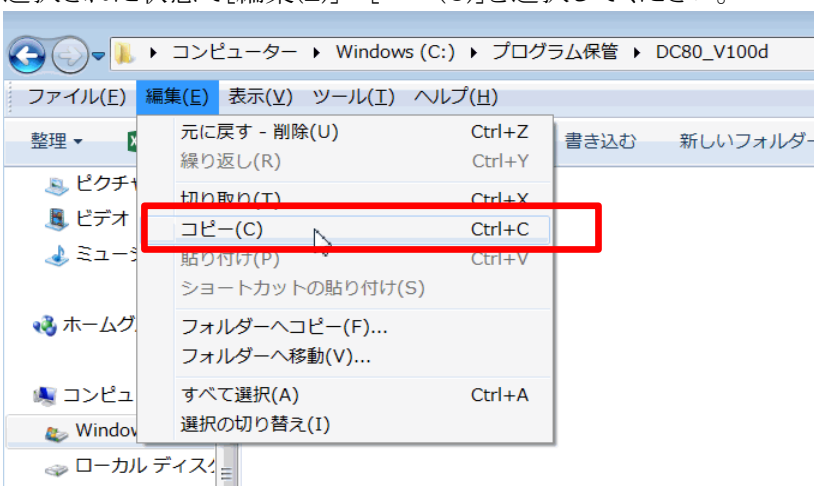 コンピューター ▸ Windows (C:) ▸ プログラム保管 ▸ DC80_V100d
ファイル(F) 編集(E) 表示(V) ツール(T) ヘルプ(H)
整理 書き込む 新しいフォルダー
元に戻す - 削除(U) Ctrl+Z
繰り返し(R) Ctrl+Y
切り取り(T) Ctrl+X
コピー(C) Ctrl+C
貼り付け(P) Ctrl+V
ショートカットの貼り付け(S)
フォルダーへコピー(F)...
フォルダーへ移動(V)...
すべて選択(A) Ctrl+A
選択の切り替え(I)
ピクチャ
ビデオ
ミュージ
ホームグ
コンピュ
Window
ローカル ディスク